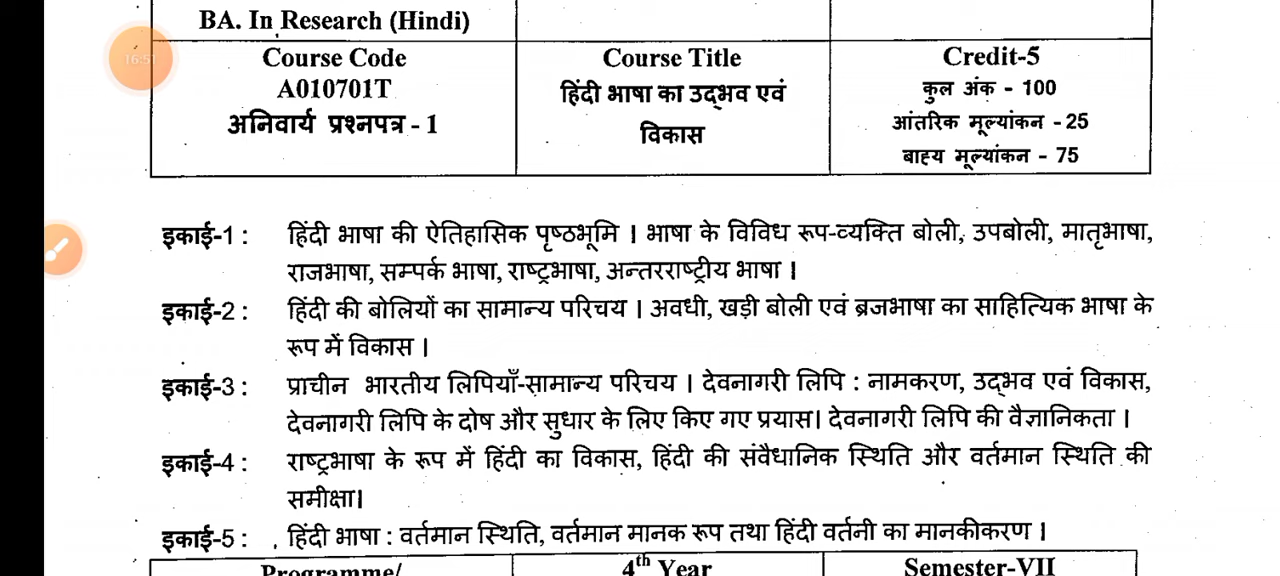 BA. In Research (Hindi)
Course Code
A010701T
अनिवार्य प्रश्नपत्र - 1
Course Title
हिंदी भाषा का उद्भव एवं
विकास
Credit-5
कुल अंक - 100
आंतरिक मूल्यांकन - 25
बाह्य मूल्यांकन - 75
16:51
इकाई-1 : हिंदी भाषा की ऐतिहासिक पृष्ठभूमि । भाषा के विविध रूप-व्यक्ति बोली, उपबोली, मातृभाषा,
राजभाषा, सम्पर्क भाषा, राष्ट्रभाषा, अन्तरराष्ट्रीय भाषा ।
इकाई-2 : हिंदी की बोलियों का सामान्य परिचय । अवधी, खड़ी बोली एवं ब्रजभाषा का साहित्यिक भाषा के
रूप में विकास ।
इकाई-3 : प्राचीन भारतीय लिपियाँ-सामान्य परिचय । देवनागरी लिपि : नामकरण, उद्भव एवं विकास,
देवनागरी लिपि के दोष और सुधार के लिए किए गए प्रयास। देवनागरी लिपि की वैज्ञानिकता ।
इकाई-4 : राष्ट्रभाषा के रूप में हिंदी का विकास, हिंदी की संवैधानिक स्थिति और वर्तमान स्थिति की
समीक्षा।
इकाई-5 : हिंदी भाषा : वर्तमान स्थिति, वर्तमान मानक रूप तथा हिंदी वर्तनी का मानकीकरण ।
Programme/
4th Year
Semester-VII